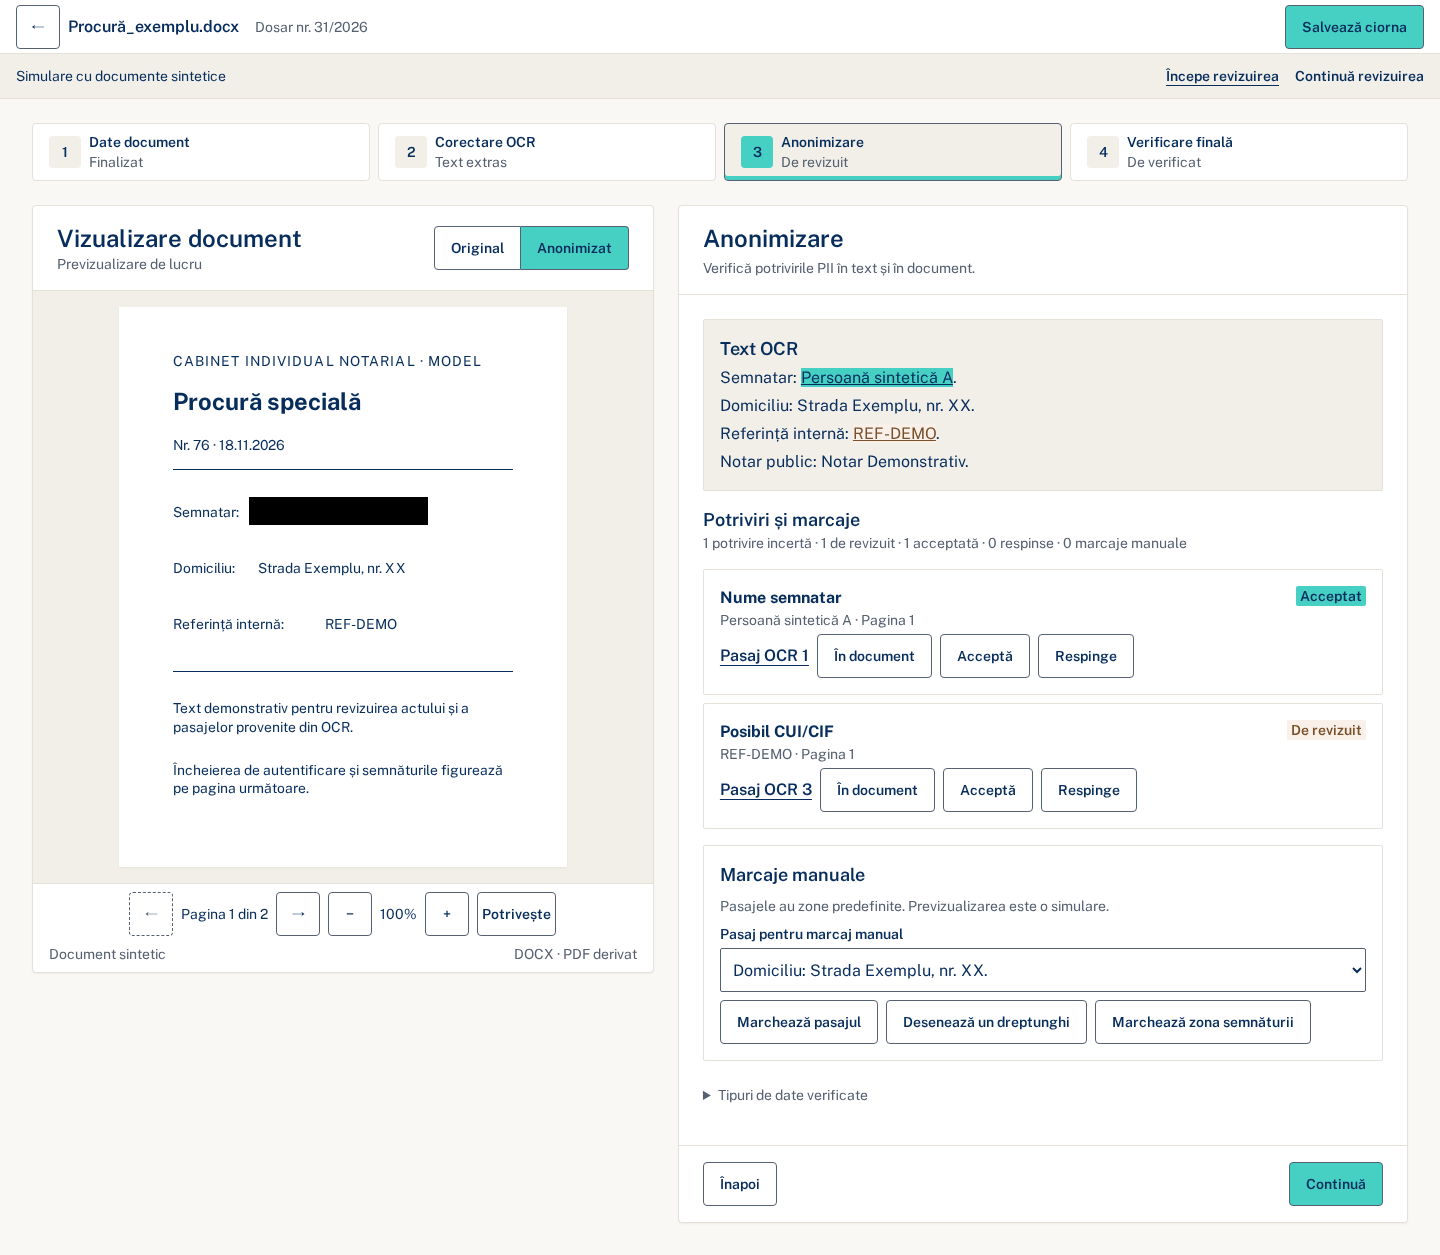 ←
Procură_exemplu.docx
Dosar nr. 31/2026
Salvează ciorna
Simulare cu documente sintetice
Începe revizuirea
Continuă revizuirea
1
Date document
Finalizat
2
Corectare OCR
Text extras
3
Anonimizare
De revizuit
4
Verificare finală
De verificat
Vizualizare document
Previzualizare de lucru
Original
Anonimizat
CABINET INDIVIDUAL NOTARIAL · MODEL
Procură specială
Nr. 76 · 18.11.2026
Semnatar:
Domiciliu: Strada Exemplu, nr. XX
Referință internă: REF-DEMO
Text demonstrativ pentru revizuirea actului și a
pasajelor provenite din OCR.
Încheierea de autentificare și semnăturile figurează
pe pagina următoare.
←
Pagina 1 din 2
→
−
100%
+
Potrivește
Document sintetic
DOCX · PDF derivat
Anonimizare
Verifică potrivirile PII în text și în document.
Text OCR
Semnatar: Persoană sintetică A.
Domiciliu: Strada Exemplu, nr. XX.
Referință internă: REF-DEMO.
Notar public: Notar Demonstrativ.
Potriviri și marcaje
1 potrivire incertă · 1 de revizuit · 1 acceptată · 0 respinse · 0 marcaje manuale
Nume semnatar
Acceptat
Persoană sintetică A · Pagina 1
Pasaj OCR 1
În document
Acceptă
Respinge
Posibil CUI/CIF
De revizuit
REF-DEMO · Pagina 1
Pasaj OCR 3
În document
Acceptă
Respinge
Marcaje manuale
Pasajele au zone predefinite. Previzualizarea este o simulare.
Pasaj pentru marcaj manual
Domiciliu: Strada Exemplu, nr. XX.
Marchează pasajul
Desenează un dreptunghi
Marchează zona semnăturii
Tipuri de date verificate
Înapoi
Continuă